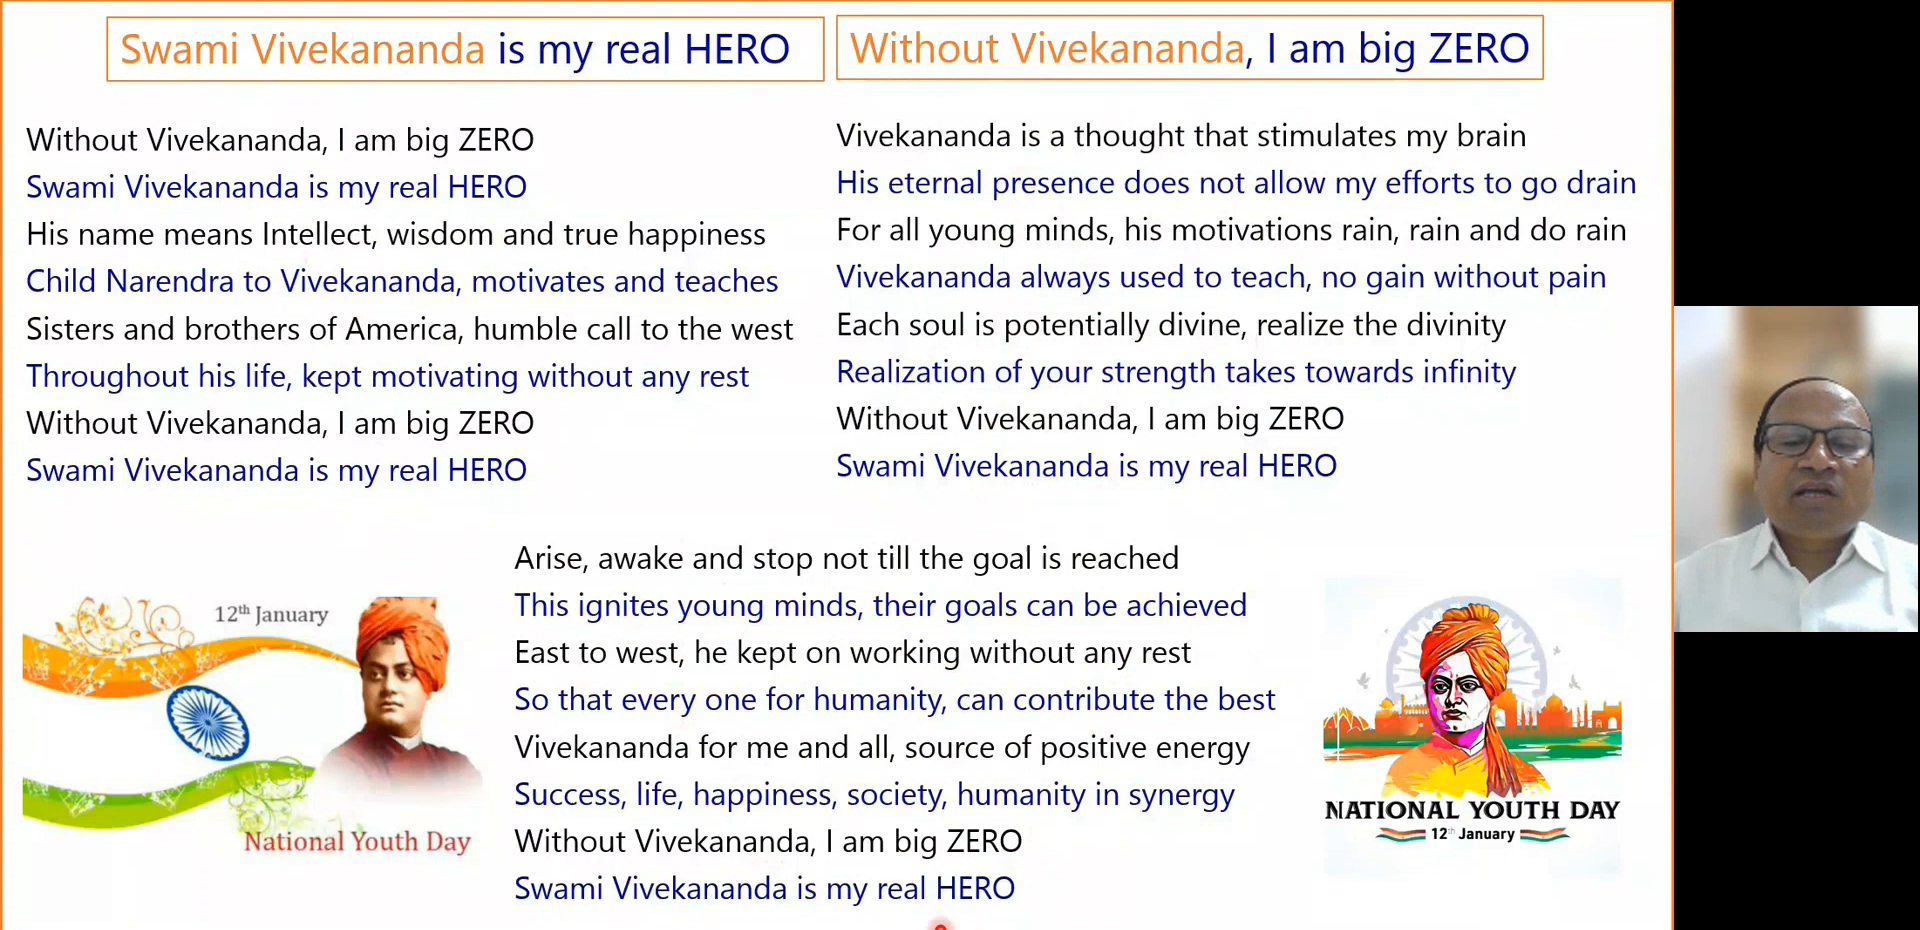 Swami Vivekananda is my real HERO
Without Vivekananda, I am big ZERO
Without Vivekananda, I am big ZERO
Swami Vivekananda is my real HERO
His name means Intellect, wisdom and true happiness
Child Narendra to Vivekananda, motivates and teaches
Sisters and brothers of America, humble call to the west
Throughout his life, kept motivating without any rest
Without Vivekananda, I am big ZERO
Swami Vivekananda is my real HERO
Vivekananda is a thought that stimulates my brain
His eternal presence does not allow my efforts to go drain
For all young minds, his motivations rain, rain and do rain
Vivekananda always used to teach, no gain without pain
Each soul is potentially divine, realize the divinity
Realization of your strength takes towards infinity
Without Vivekananda, I am big ZERO
Swami Vivekananda is my real HERO
Arise, awake and stop not till the goal is reached
This ignites young minds, their goals can be achieved
East to west, he kept on working without any rest
So that every one for humanity, can contribute the best
Vivekananda for me and all, source of positive energy
Success, life, happiness, society, humanity in synergy
Without Vivekananda, I am big ZERO
Swami Vivekananda is my real HERO
12th January
National Youth Day
NATIONAL YOUTH DAY
12th January